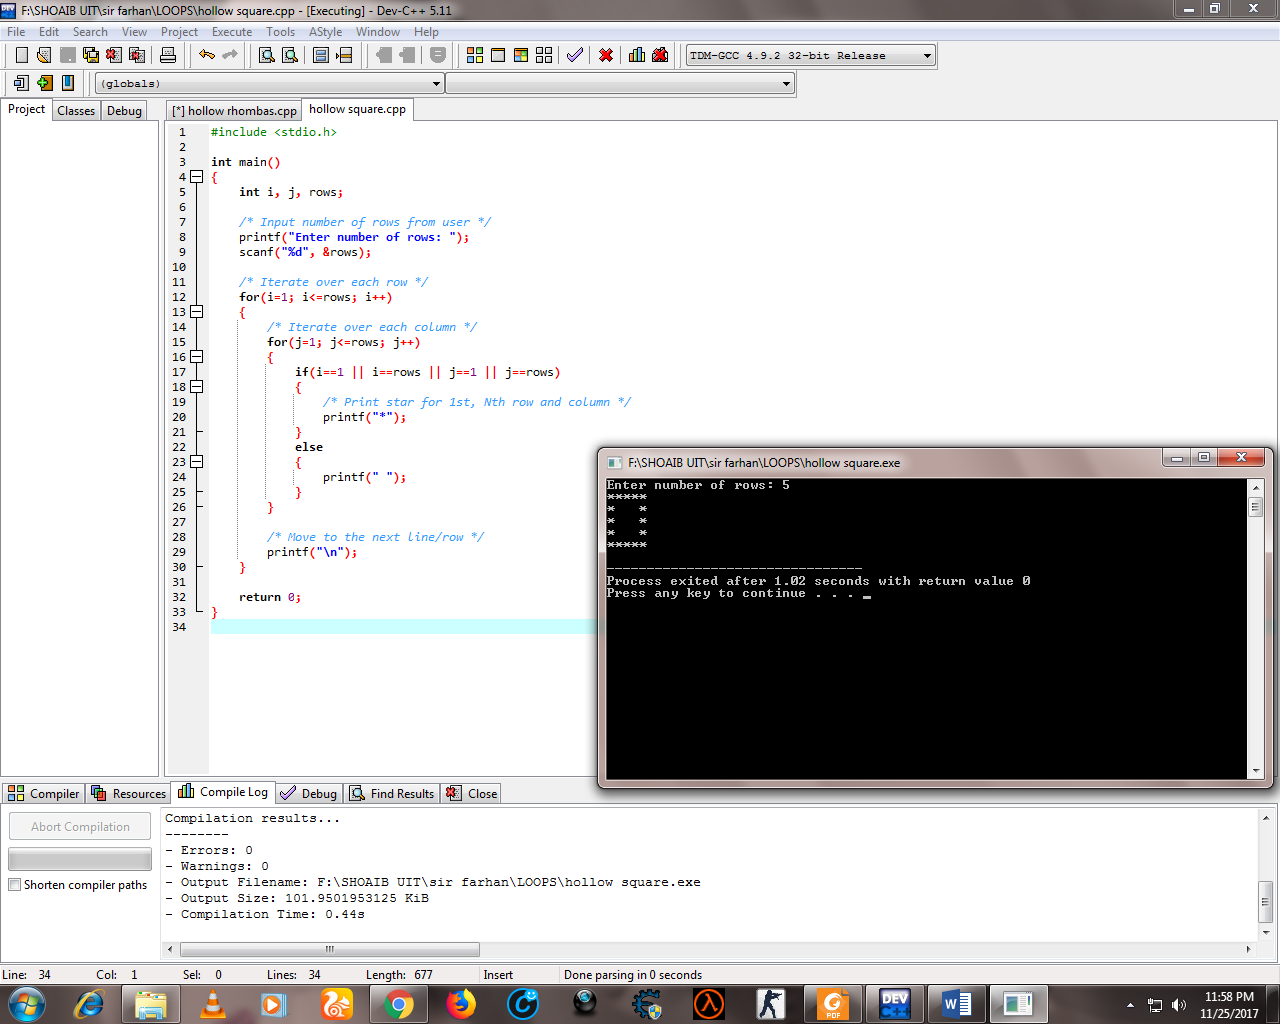 F:\SHOAIB UIT\sir farhan\LOOPS\hollow square.cpp - [Executing] - Dev-C++ 5.11
File Edit Search View Project Execute Tools AStyle Window Help
TDM-GCC 4.9.2 32-bit Release
(globals)
Project Classes Debug
[*] hollow rhombas.cpp hollow square.cpp
1 #include <stdio.h>
2
3 int main()
4 {
5     int i, j, rows;
6
7     /* Input number of rows from user */
8     printf("Enter number of rows: ");
9     scanf("%d", &rows);
10
11     /* Iterate over each row */
12     for(i=1; i<=rows; i++)
13     {
14         /* Iterate over each column */
15         for(j=1; j<=rows; j++)
16         {
17             if(i==1 || i==rows || j==1 || j==rows)
18             {
19                 /* Print star for 1st, Nth row and column */
20                 printf("*");
21             }
22             else
23             {
24                 printf(" ");
25             }
26         }
27
28         /* Move to the next line/row */
29         printf("\n");
30     }
31
32     return 0;
33 }
34
F:\SHOAIB UIT\sir farhan\LOOPS\hollow square.exe
Enter number of rows: 5
*****
*   *
*   *
*   *
*****
--------------------------------
Process exited after 1.02 seconds with return value 0
Press any key to continue . . . _
Compiler Resources Compile Log Debug Find Results Close
Abort Compilation
Shorten compiler paths
Compilation results...
--------
- Errors: 0
- Warnings: 0
- Output Filename: F:\SHOAIB UIT\sir farhan\LOOPS\hollow square.exe
- Output Size: 101.9501953125 KiB
- Compilation Time: 0.44s
Line: 34 Col: 1 Sel: 0 Lines: 34 Length: 677 Insert Done parsing in 0 seconds
PDF
DEV C++
W
11:58 PM
11/25/2017